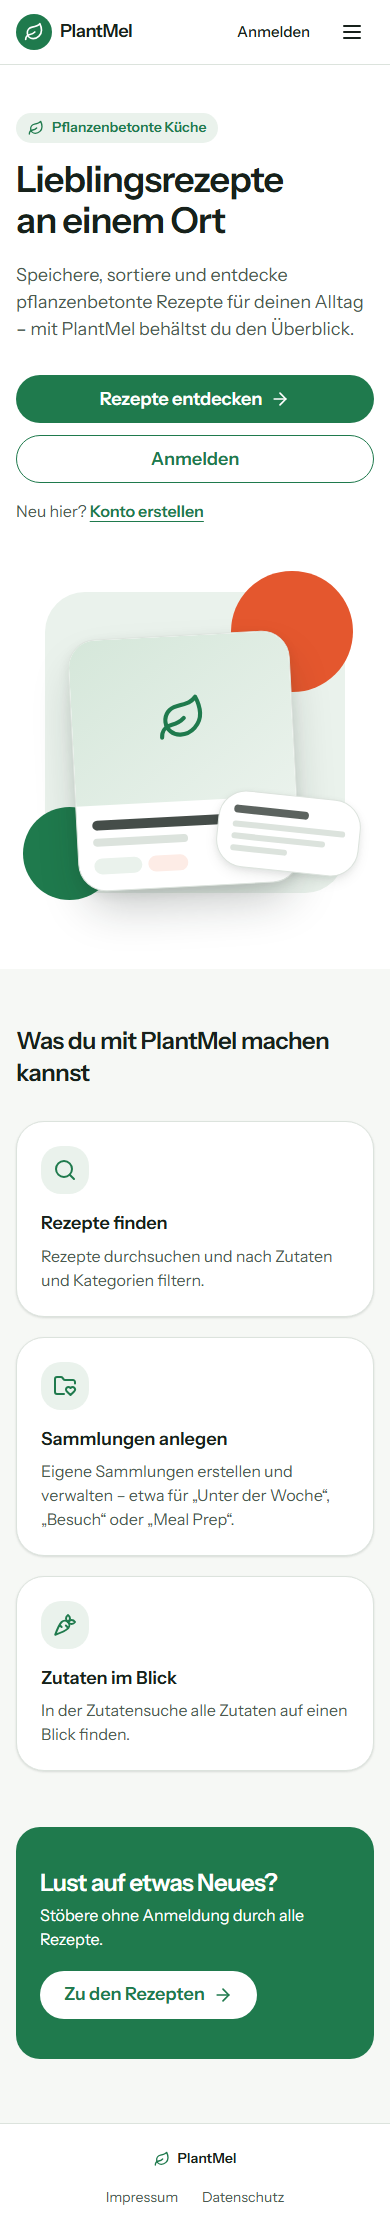 PlantMel
Anmelden
Pflanzenbetonte Küche
Lieblingsrezepte
an einem Ort
Speichere, sortiere und entdecke
pflanzenbetonte Rezepte für deinen Alltag
– mit PlantMel behältst du den Überblick.
Rezepte entdecken →
Anmelden
Neu hier? Konto erstellen
Was du mit PlantMel machen
kannst
Rezepte finden
Rezepte durchsuchen und nach Zutaten
und Kategorien filtern.
Sammlungen anlegen
Eigene Sammlungen erstellen und
verwalten – etwa für „Unter der Woche“,
„Besuch“ oder „Meal Prep“.
Zutaten im Blick
In der Zutatensuche alle Zutaten auf einen
Blick finden.
Lust auf etwas Neues?
Stöbere ohne Anmeldung durch alle
Rezepte.
Zu den Rezepten →
PlantMel
Impressum Datenschutz